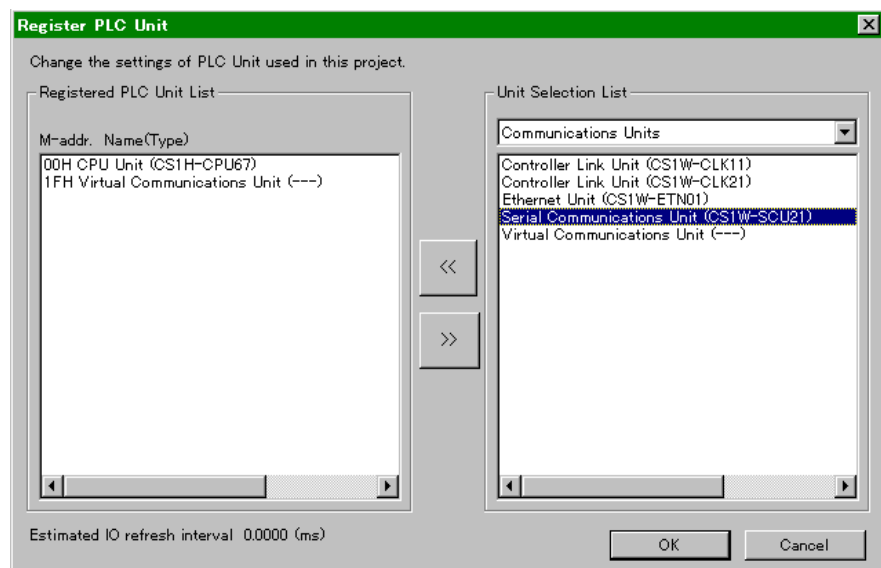 Register PLC Unit
Change the settings of PLC Unit used in this project.
Registered PLC Unit List
M-addr. Name(Type)
00H CPU Unit (CS1H-CPU67)
1FH Virtual Communications Unit (---)
<<
>>
Unit Selection List
Communications Units
Controller Link Unit (CS1W-CLK11)
Controller Link Unit (CS1W-CLK21)
Ethernet Unit (CS1W-ETN01)
Serial Communications Unit (CS1W-SCU21)
Virtual Communications Unit (---)
Estimated IO refresh interval 0.0000 (ms)
OK
Cancel